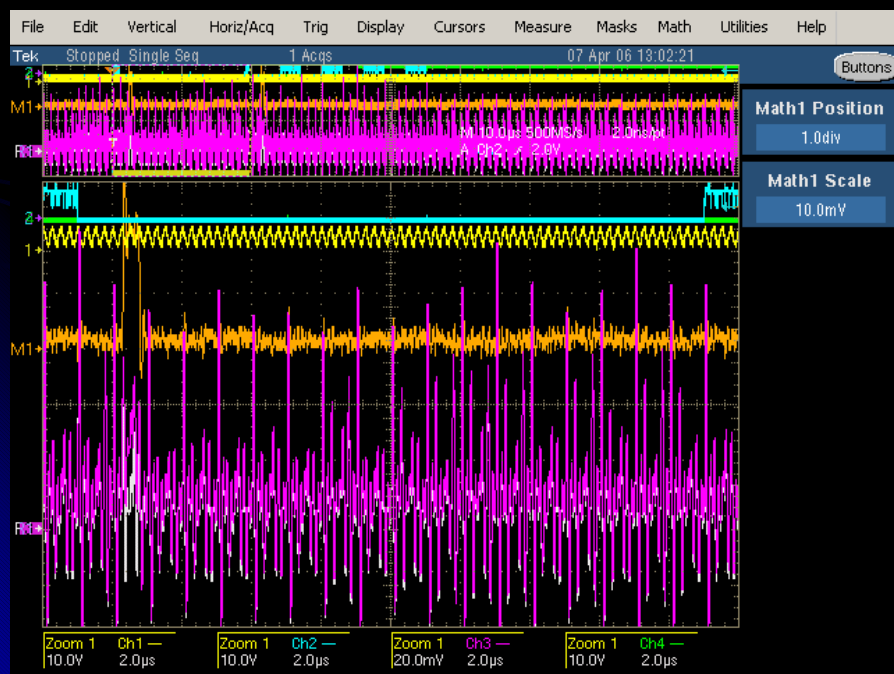 File Edit Vertical Horiz/Acq Trig Display Cursors Measure Masks Math Utilities Help
Tek Stopped Single Seq 1 Acqs 07 Apr 06 13:02:21
Buttons
M1
M 10.0µs 500MS/s 2.0ns/pt
A Ch2 2.0V
Math1 Position
1.0div
Math1 Scale
10.0mV
2
1
M1
Zoom 1 Ch1 Zoom 1 Ch2 Zoom 1 Ch3 Zoom 1 Ch4
10.0V 2.0µs 10.0V 2.0µs 20.0mV 2.0µs 10.0V 2.0µs